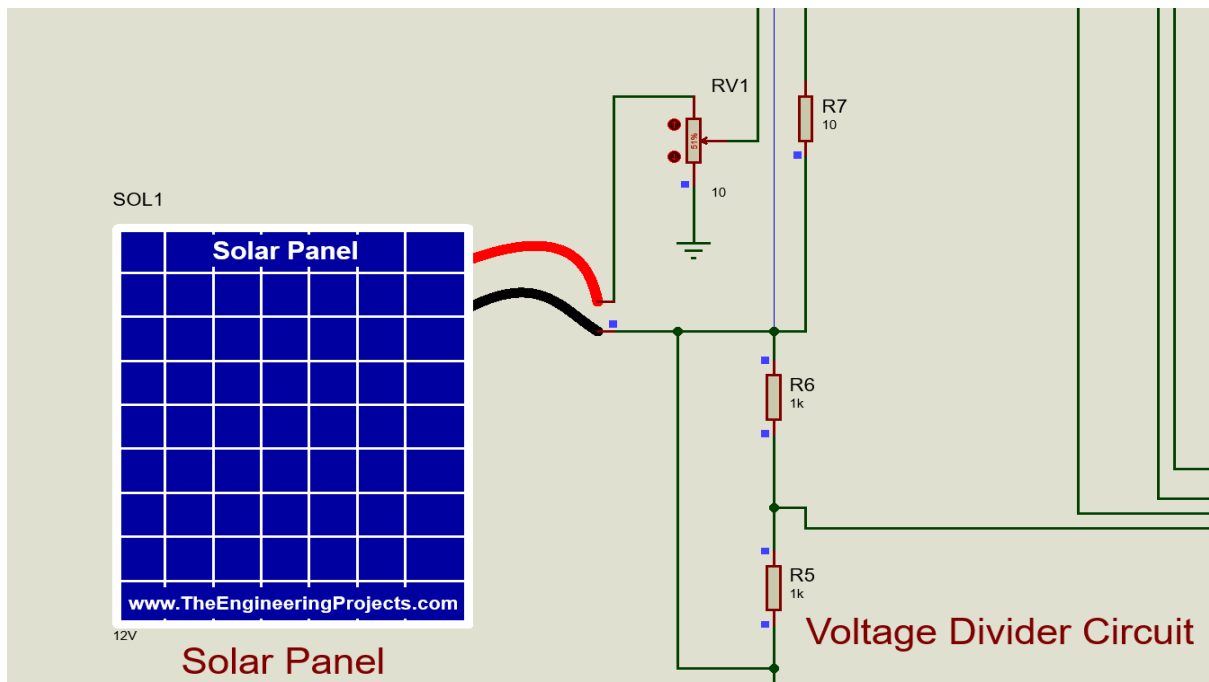 RV1
R7
10
51%
10
SOL1
Solar Panel
R6
1k
R5
1k
www.TheEngineeringProjects.com
12V
Solar Panel
Voltage Divider Circuit